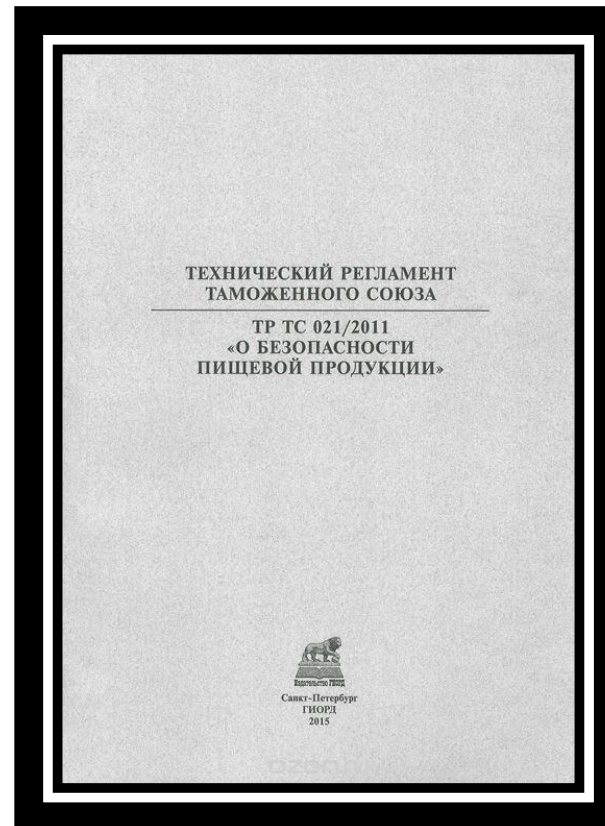 ТЕХНИЧЕСКИЙ РЕГЛАМЕНТ
ТАМОЖЕННОГО СОЮЗА
ТР ТС 021/2011
«О БЕЗОПАСНОСТИ
ПИЩЕВОЙ ПРОДУКЦИИ»
Издательство ГИОРД
Санкт-Петербург
ГИОРД
2015